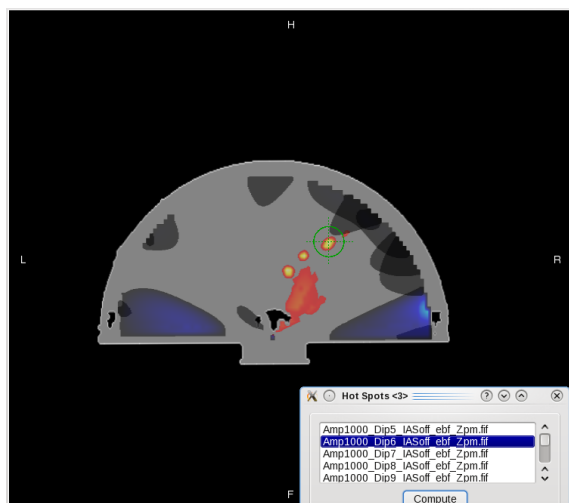 H
L
R
Hot Spots <3>
Amp1000_Dip5_IASoff_ebf_Zpm.fif
Amp1000_Dip6_IASoff_ebf_Zpm.fif
Amp1000_Dip7_IASoff_ebf_Zpm.fif
Amp1000_Dip8_IASoff_ebf_Zpm.fif
Amp1000_Dip9_IASoff_ebf_Zpm.fif
F
Compute